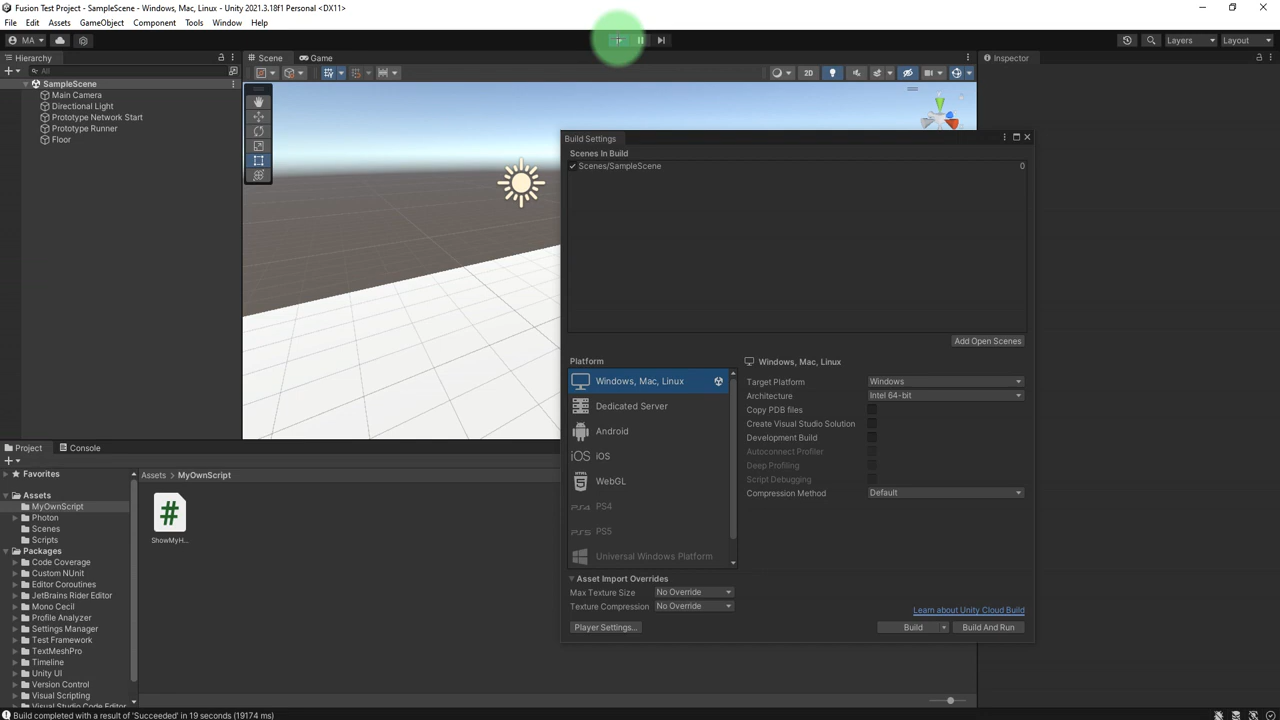 Fusion Test Project - SampleScene - Windows, Mac, Linux - Unity 2021.3.18f1 Personal <DX11>
File Edit Assets GameObject Component Tools Window Help
MA
Layers Layout
Hierarchy
All
SampleScene
Main Camera
Directional Light
Prototype Network Start
Prototype Runner
Floor
Scene Game
2D
Inspector
Build Settings
Scenes In Build
Scenes/SampleScene 0
Add Open Scenes
Platform
Windows, Mac, Linux
Dedicated Server
Android
iOS iOS
HTML WebGL
PS4 PS4
PS5 PS5
Universal Windows Platform
Windows, Mac, Linux
Target Platform Windows
Architecture Intel 64-bit
Copy PDB files
Create Visual Studio Solution
Development Build
Autoconnect Profiler
Deep Profiling
Script Debugging
Compression Method Default
Asset Import Overrides
Max Texture Size No Override
Texture Compression No Override
Learn about Unity Cloud Build
Player Settings...
Build Build And Run
Project Console
Favorites
Assets
MyOwnScript
Photon
Scenes
Scripts
Packages
Code Coverage
Custom NUnit
Editor Coroutines
JetBrains Rider Editor
Mono Cecil
Profile Analyzer
Settings Manager
Test Framework
TextMeshPro
Timeline
Unity UI
Version Control
Visual Scripting
Visual Studio Code Editor
Assets > MyOwnScript
#
ShowMyH...
Build completed with a result of 'Succeeded' in 19 seconds (19174 ms)